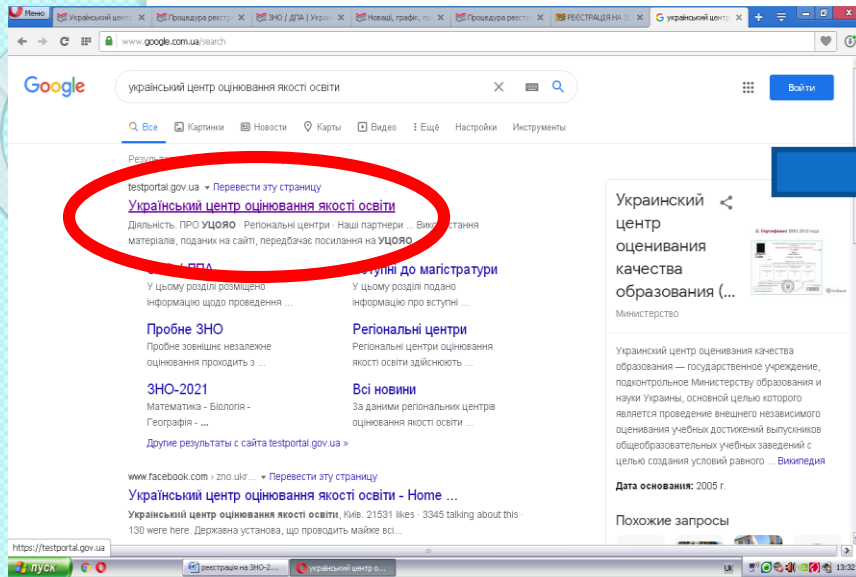 Меню
Український центр
Процедура реєстр
ЗНО / ДПА | Україн
Новації, графік, пр
Процедура реєстр
РЕЄСТРАЦІЯ НА З
український центр
www.google.com.ua/search
Google
український центр оцінювання якості освіти
Войти
Все
Картинки
Новости
Карты
Видео
Ещё
Настройки
Инструменты
testportal.gov.ua
Перевести эту страницу
Український центр оцінювання якості освіти
Діяльність. ПРО УЦОЯО · Регіональні центри · Наші партнери ...
матеріалів, поданих на сайті, передбачає посилання на УЦОЯО
У цьому розділі розміщено
інформацію щодо проведення ...
до магістратури
У цьому розділі подано
інформацію про вступні ...
Пробне ЗНО
Пробне зовнішнє незалежне
оцінювання проходить з ...
Регіональні центри
Регіональні центри оцінювання
якості освіти здійснюють ...
ЗНО-2021
Математика - Біологія -
Географія - ...
Всі новини
За даними регіональних центрів
оцінювання якості освіти ...
Другие результаты с сайта testportal.gov.ua »
www.facebook.com › zno.ukr...
Перевести эту страницу
Український центр оцінювання якості освіти - Home ...
Український центр оцінювання якості освіти, Київ. 21531 likes · 3345 talking about this ·
130 were here. Державна установа, що проводить майже всі...
Украинский
центр
оценивания
качества
образования (...
Министерство
Украинский центр оценивания качества
образования — государственное учреждение,
подконтрольное Министерству образования и
науки Украины, основной целью которого
является проведение внешнего независимого
оценивания учебных достижений выпускников
общеобразовательных учебных заведений с
целью создания условий равного ... Википедия
Дата основания: 2005 г.
Похожие запросы
https://testportal.gov.ua
пуск
реєстрація на ЗНО-2...
український центр о...
UK
13:32